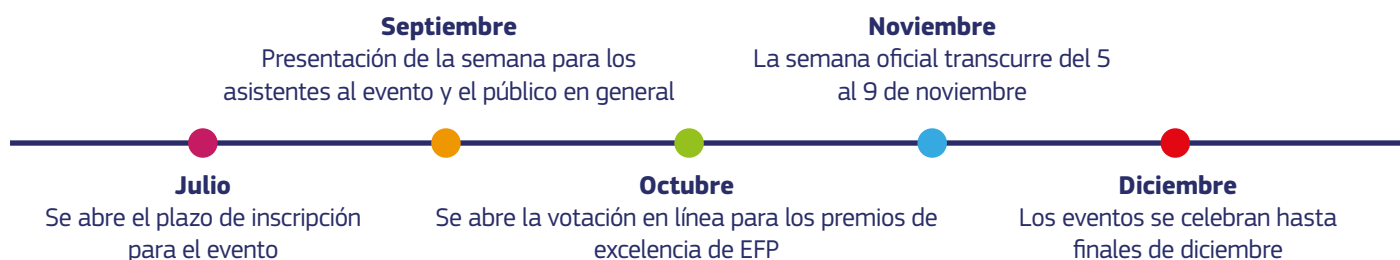 Septiembre
Presentación de la semana para los
asistentes al evento y el público en general
Noviembre
La semana oficial transcurre del 5
al 9 de noviembre
Julio
Se abre el plazo de inscripción
para el evento
Octubre
Se abre la votación en línea para los premios de
excelencia de EFP
Diciembre
Los eventos se celebran hasta
finales de diciembre